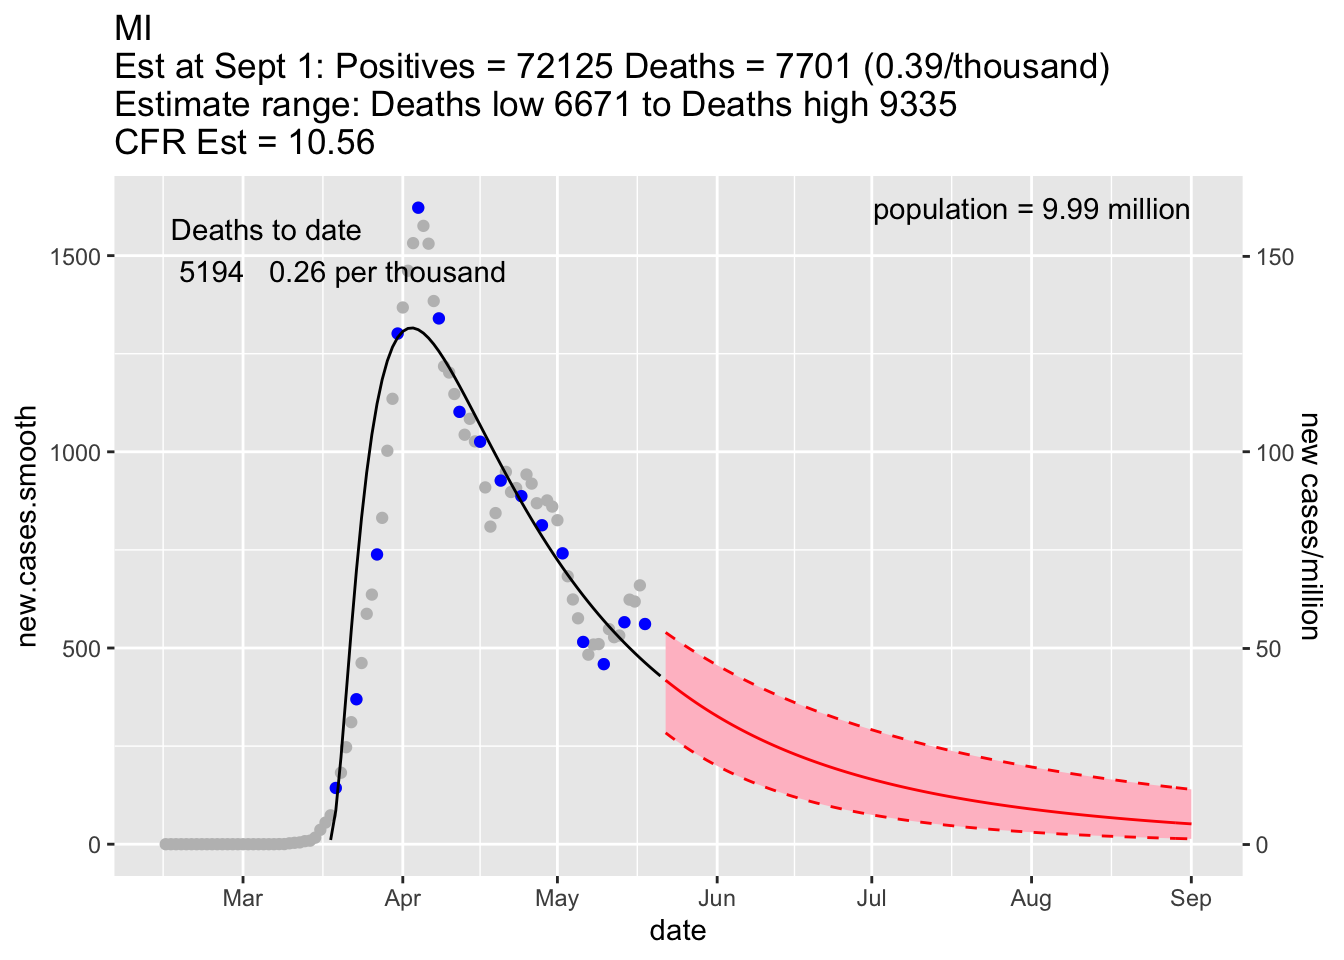 MI
Est at Sept 1: Positives = 72125 Deaths = 7701 (0.39/thousand)
Estimate range: Deaths low 6671 to Deaths high 9335
CFR Est = 10.56
Deaths to date
5194 0.26 per thousand
population = 9.99 million
new.cases.smooth
1500
1000
500
0
150
100
50
0
new cases/million
Mar Apr May Jun Jul Aug Sep
date